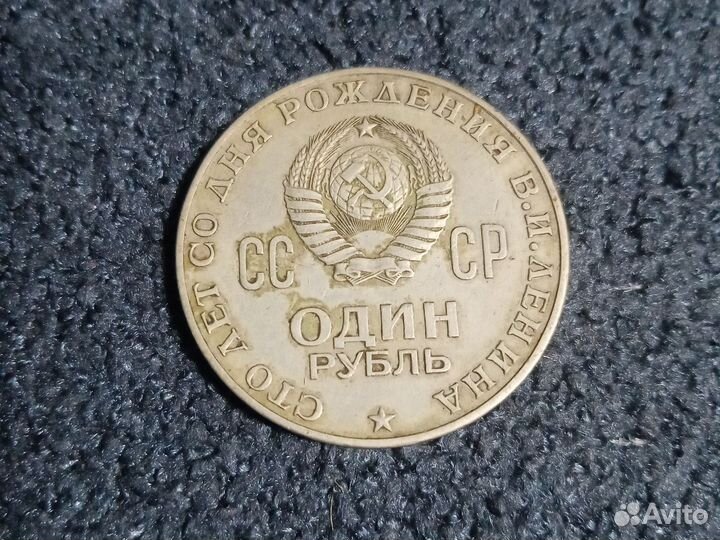 СТО ЛЕТ СО ДНЯ РОЖДЕНИЯ В.И.ЛЕНИНА
СС СР
ОДИН
РУБЛЬ
Avito